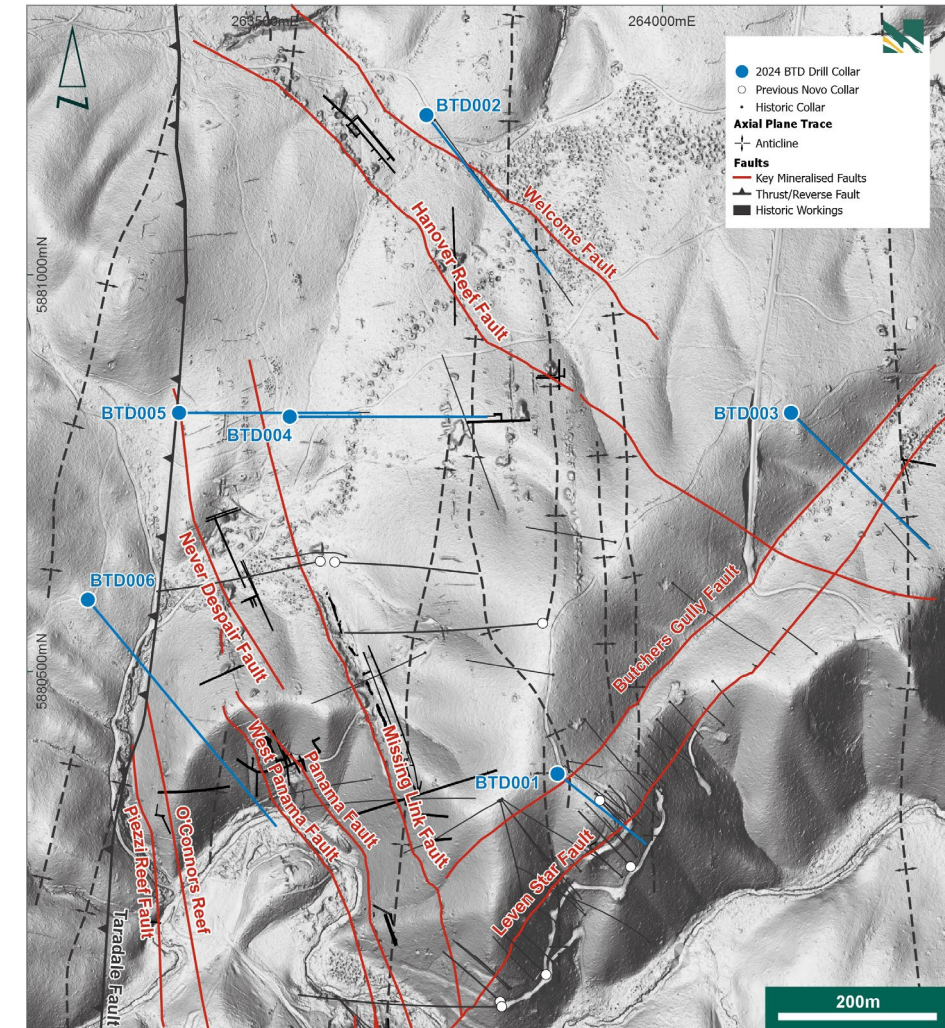 263500mE
264000mE
N
2024 BTD Drill Collar
Previous Novo Collar
Historic Collar
Axial Plane Trace
Anticline
Faults
Key Mineralised Faults
Thrust/Reverse Fault
Historic Workings
BTD002
Welcome Fault
Hanover Reef Fault
5881000mN
BTD005
BTD004
BTD003
Never Despair Fault
BTD006
Butchers Gully Fault
5880500mN
West Panama Fault
Panama Fault
Missing Link Fault
BTD001
Leven Star Fault
Piezzi Reef Fault
O'Connors Reef
Taradale Fault
200m